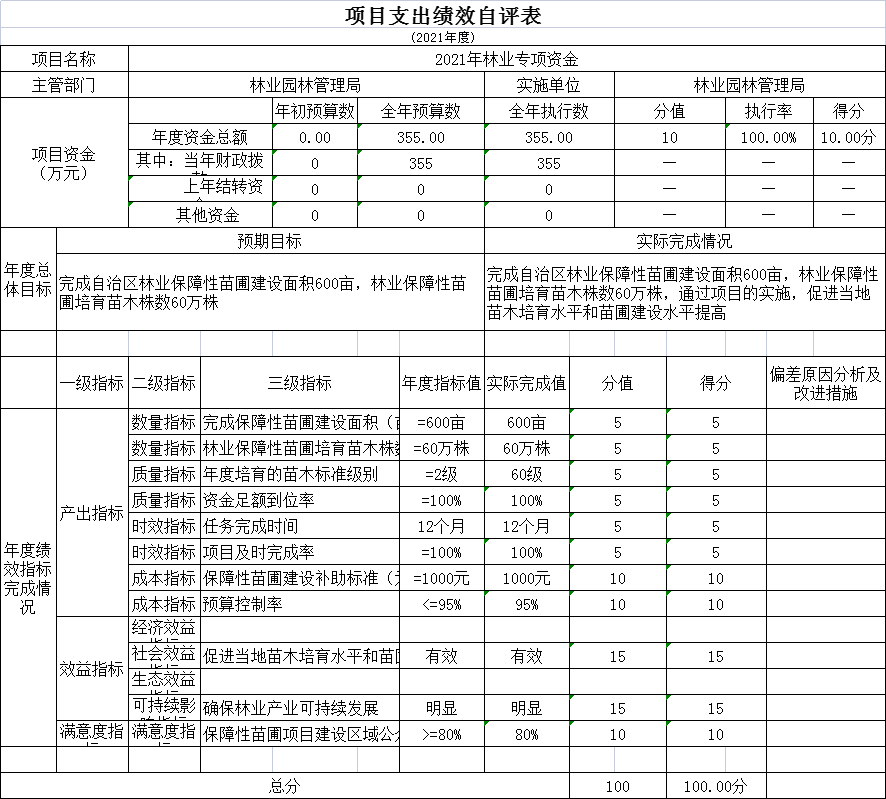 项目支出绩效自评表
(2021年度)
项目名称 2021年林业专项资金
主管部门 林业园林管理局 实施单位 林业园林管理局
项目资金
（万元）
年初预算数 全年预算数 全年执行数 分值 执行率 得分
年度资金总额 0.00 355.00 355.00 10 100.00% 10.00分
其中：当年财政拨 0 355 355 — — —
上年结转资 0 0 0 — — —
其他资金 0 0 0 — — —
年度总
体目标
预期目标 实际完成情况
完成自治区林业保障性苗圃建设面积600亩，林业保障性苗
圃培育苗木株数60万株
完成自治区林业保障性苗圃建设面积600亩，林业保障性
苗圃培育苗木株数60万株，通过项目的实施，促进当地
苗木培育水平和苗圃建设水平提高
一级指标 二级指标 三级指标 年度指标值 实际完成值 分值 得分 偏差原因分析及
改进措施
年度绩
效指标
完成情
况
产出指标
数量指标 完成保障性苗圃建设面积（ =600亩 600亩 5 5
数量指标 林业保障性苗圃培育苗木株 =60万株 60万株 5 5
质量指标 年度培育的苗木标准级别 =2级 60级 5 5
质量指标 资金足额到位率 =100% 100% 5 5
时效指标 任务完成时间 12个月 12个月 5 5
时效指标 项目及时完成率 =100% 100% 5 5
成本指标 保障性苗圃建设补助标准（ =1000元 1000元 10 10
成本指标 预算控制率 <=95% 95% 10 10
效益指标
经济效益
社会效益 促进当地苗木培育水平和苗 有效 有效 15 15
生态效益
可持续影 确保林业产业可持续发展 明显 明显 15 15
满意度指 满意度指 保障性苗圃项目建设区域公 >=80% 80% 10 10
总分 100 100.00分